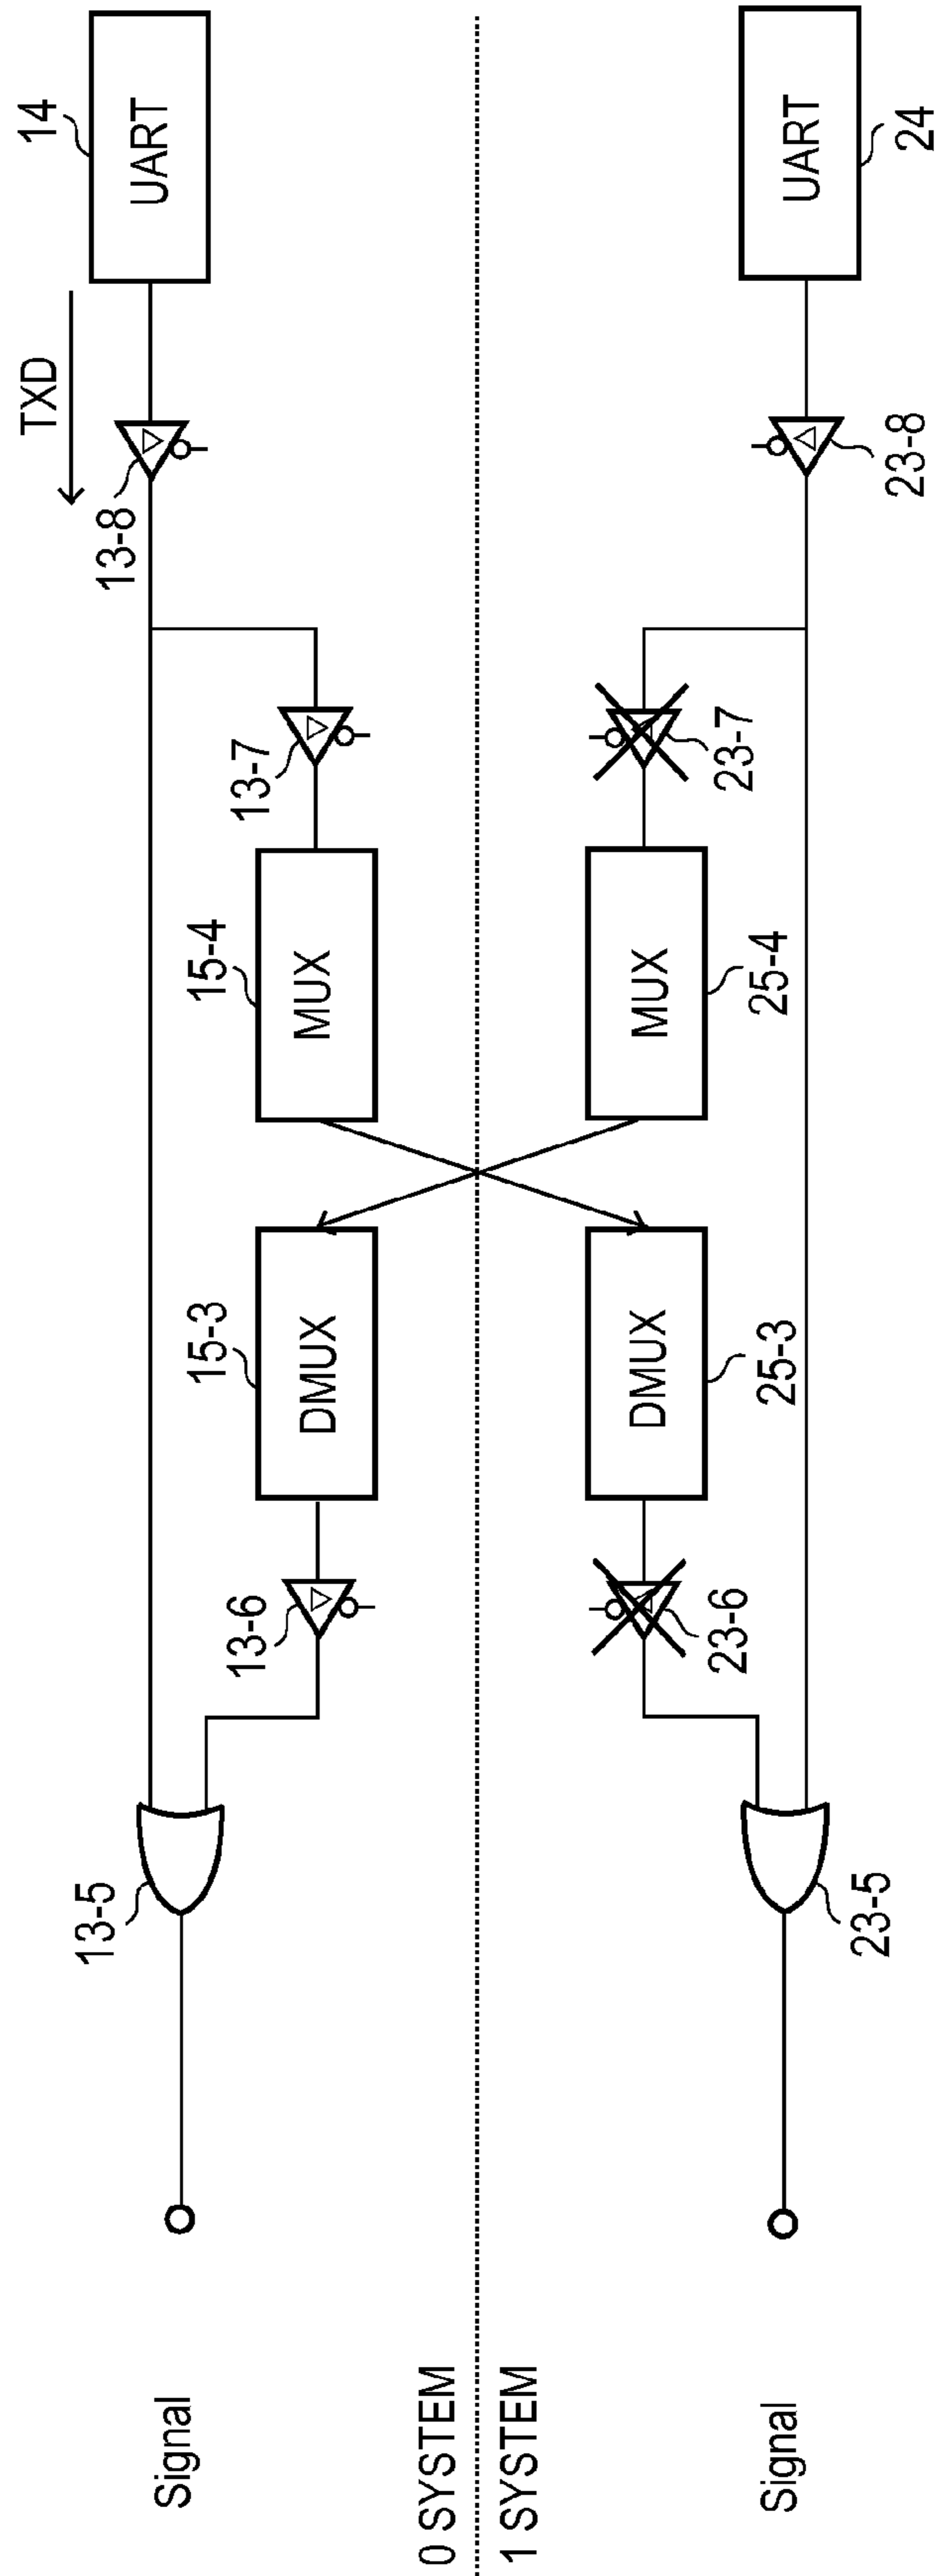 14
UART
TXD
13-8
13-7
15-4
MUX
15-3
DMUX
13-6
13-5
Signal
0 SYSTEM
1 SYSTEM
UART
24
23-8
23-7
MUX
25-4
DMUX
25-3
23-6
23-5
Signal